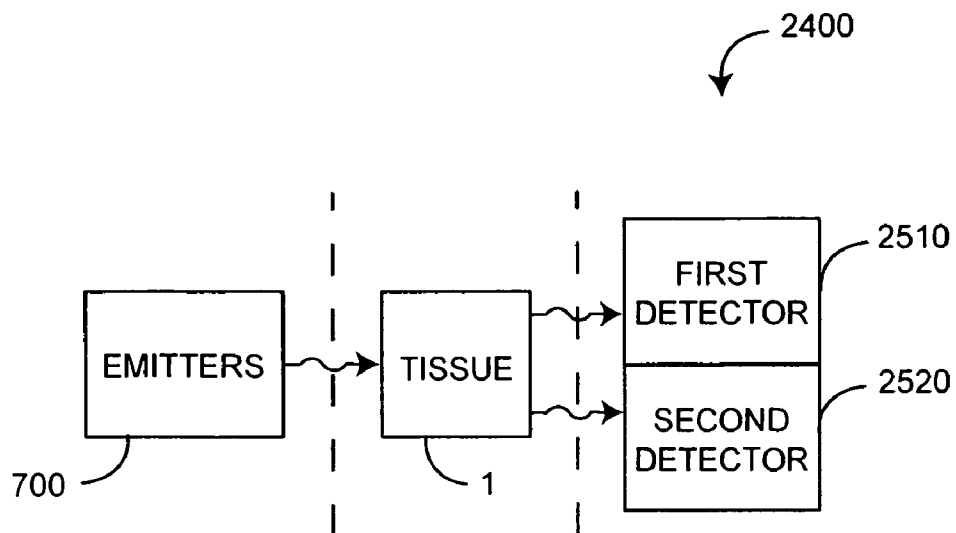 2400
2510
FIRST
DETECTOR
EMITTERS
TISSUE
2520
SECOND
DETECTOR
700
1